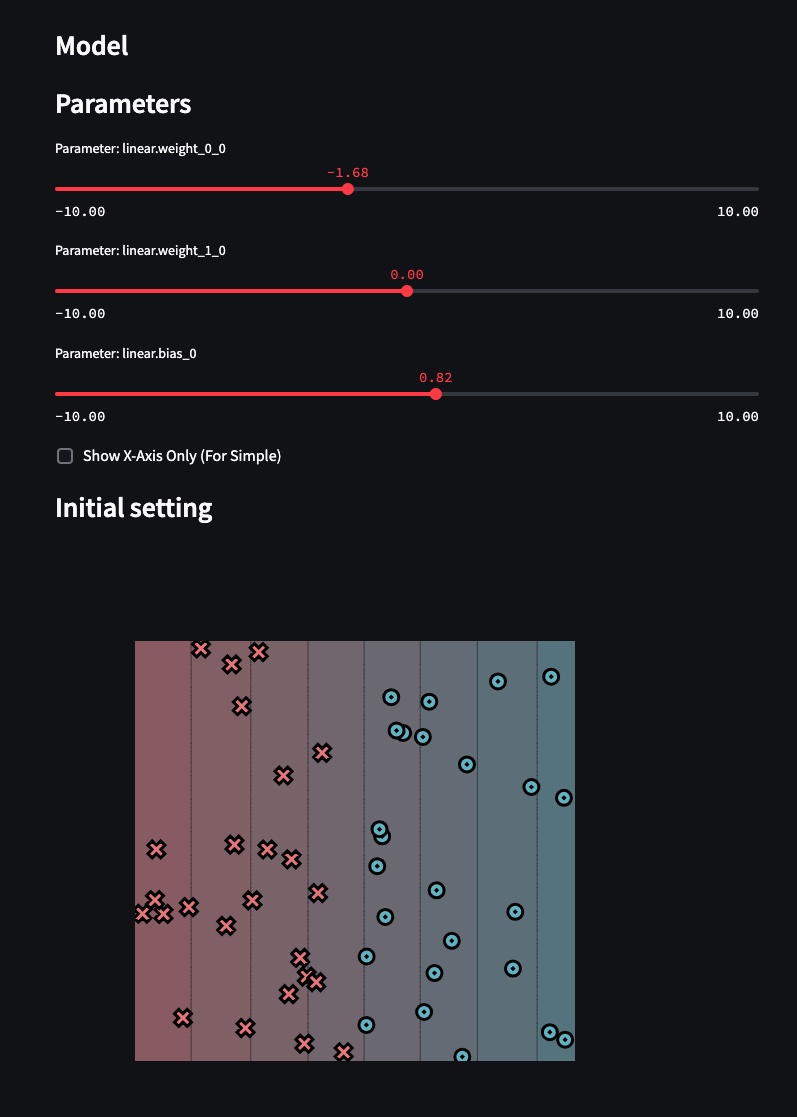 Model
Parameters
Parameter: linear.weight_0_0
-1.68
-10.00 10.00
Parameter: linear.weight_1_0
0.00
-10.00 10.00
Parameter: linear.bias_0
0.82
-10.00 10.00
Show X-Axis Only (For Simple)
Initial setting